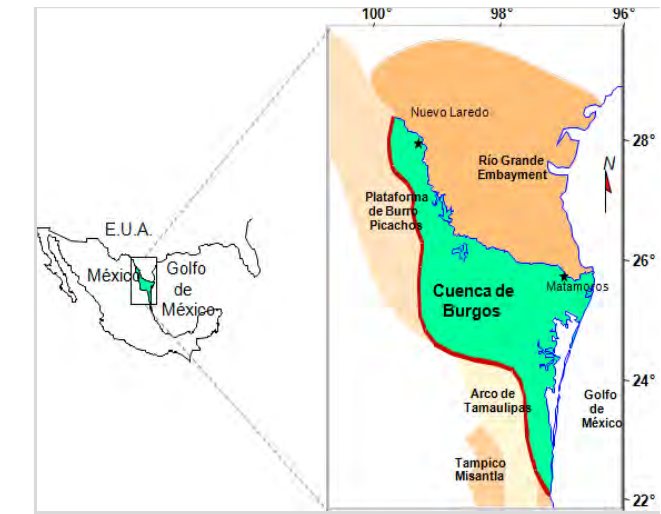 100°
98°
96°
Nuevo Laredo
28°
Río Grande
Embayment
N
Plataforma
de Burro
Picachos
E.U.A.
México
Golfo
de
México
26°
Matamoros
Cuenca de
Burgos
24°
Arco de
Tamaulipas
Golfo
de
México
Tampico
Misantla
22°